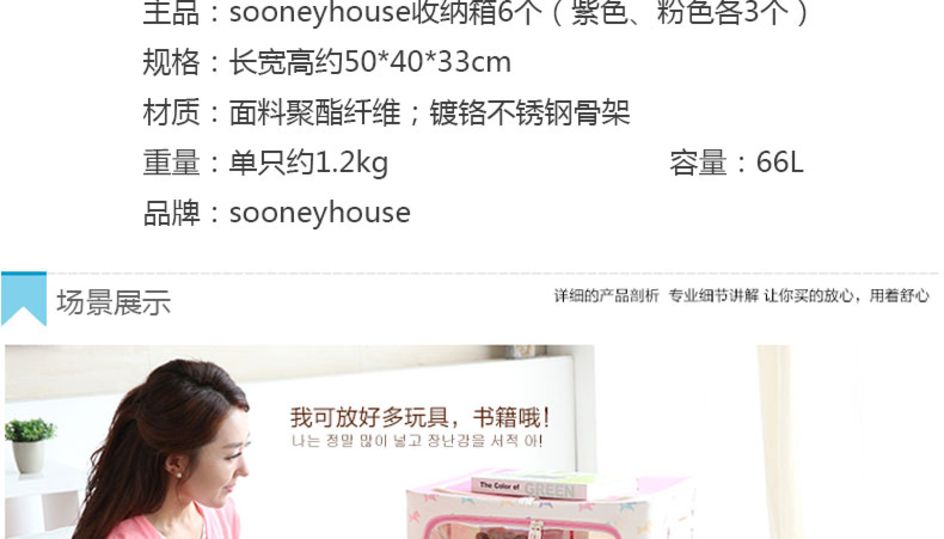 主品：sooneyhouse收纳箱6个（紫色、粉色各3个）
规格：长宽高约50*40*33cm
材质：面料聚酯纤维；镀铬不锈钢骨架
重量：单只约1.2kg 容量：66L
品牌：sooneyhouse
场景展示
详细的产品剖析 专业细节讲解 让你买的放心，用着舒心
我可放好多玩具，书籍哦！
나는 정말 많이 넣고 장난감을 서적 아!
The Color of GREEN